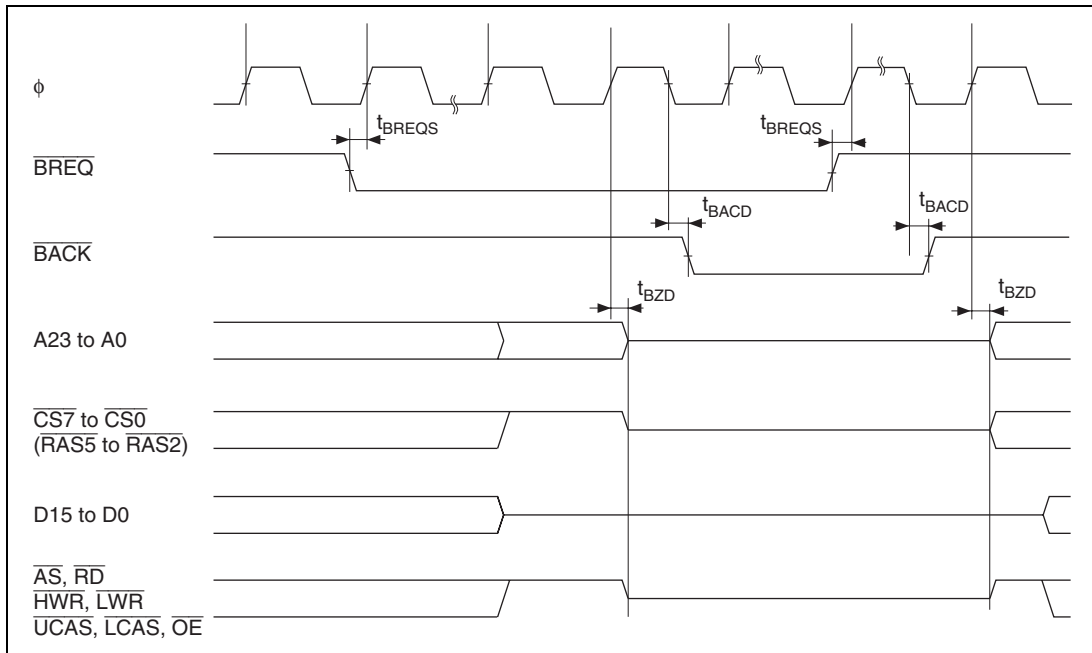 ϕ
tBREQS
tBREQS
BREQ
tBACD
tBACD
BACK
tBZD
tBZD
A23 to A0
CS7 to CS0
(RAS5 to RAS2)
D15 to D0
AS, RD
HWR, LWR
UCAS, LCAS, OE